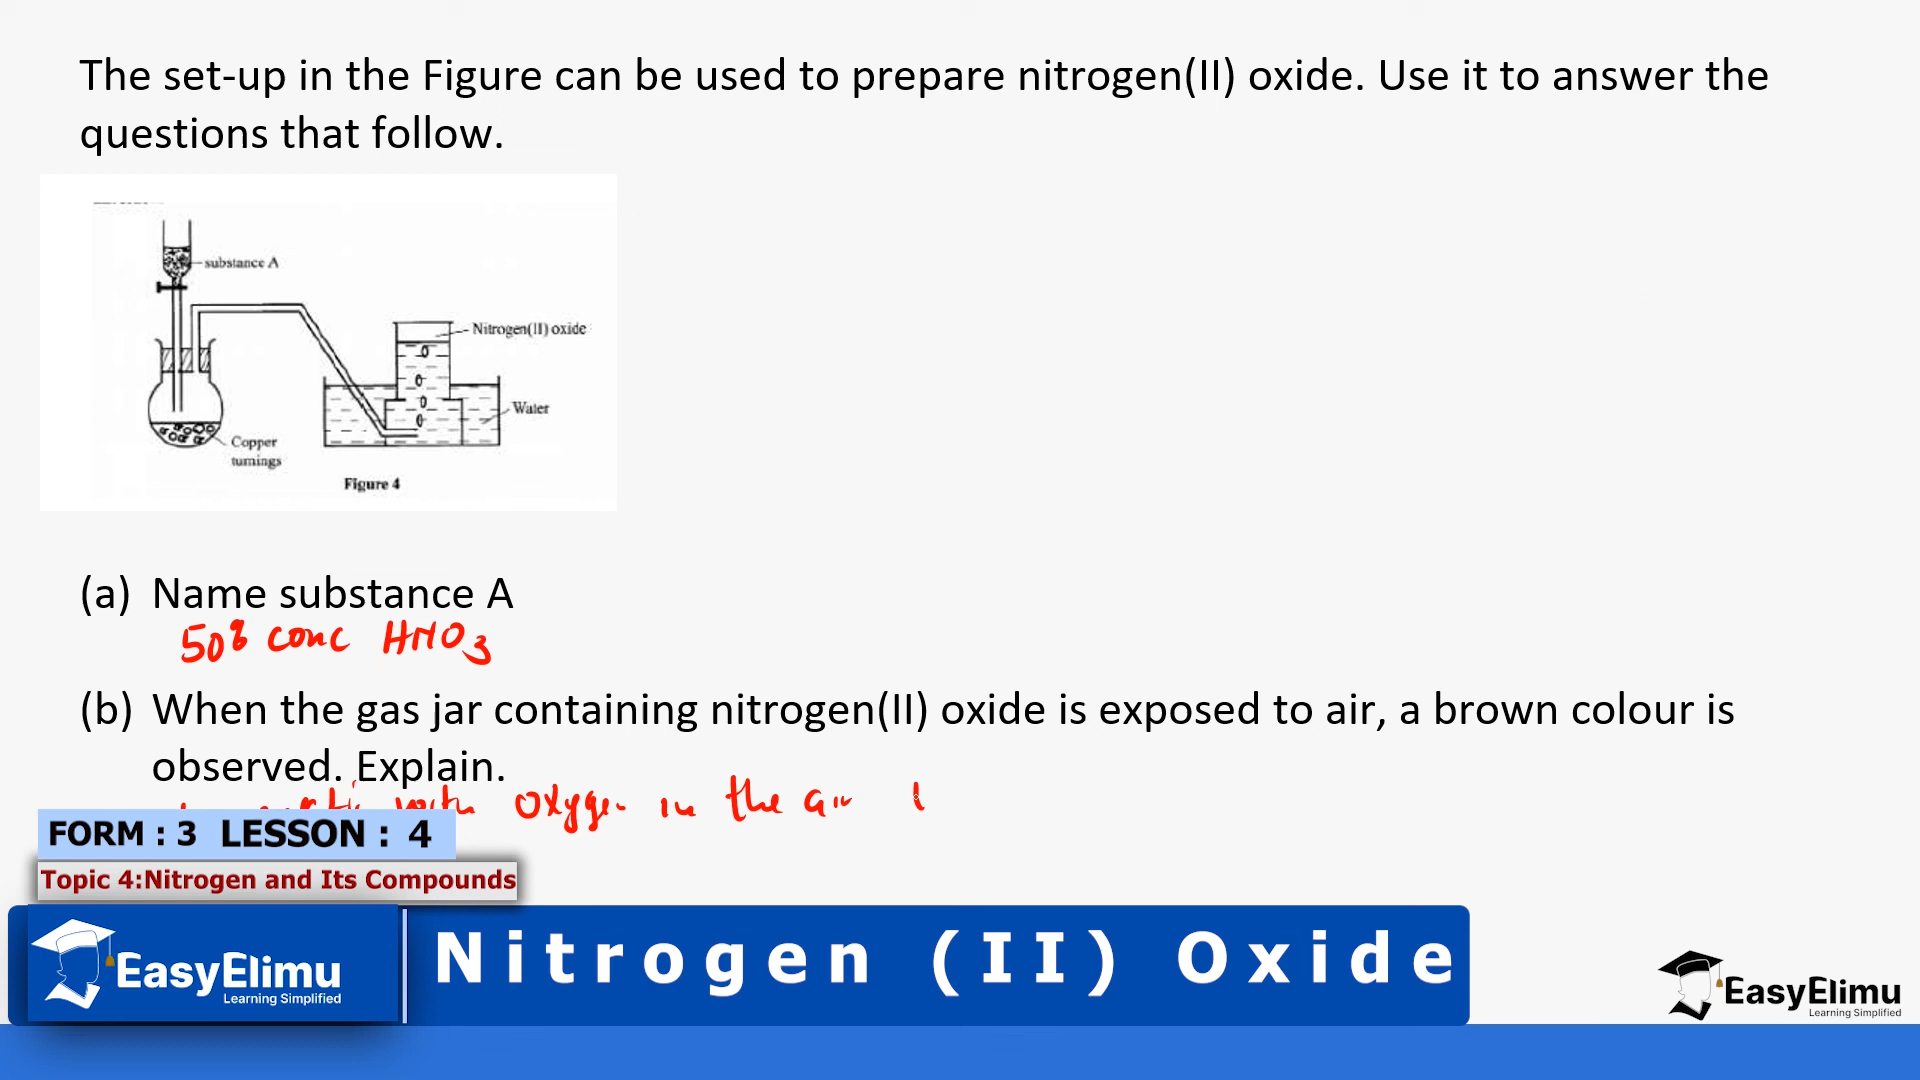 The set-up in the Figure can be used to prepare nitrogen(II) oxide. Use it to answer the
questions that follow.
substance A
Nitrogen(II) oxide
Water
Copper
turnings
Figure 4
(a) Name substance A
50% conc HNO3
(b) When the gas jar containing nitrogen(II) oxide is exposed to air, a brown colour is
observed. Explain.
with oxygen in the air
FORM : 3 LESSON : 4
Topic 4:Nitrogen and Its Compounds
EasyElimu
Learning Simplified
Nitrogen (II) Oxide
EasyElimu
Learning Simplified